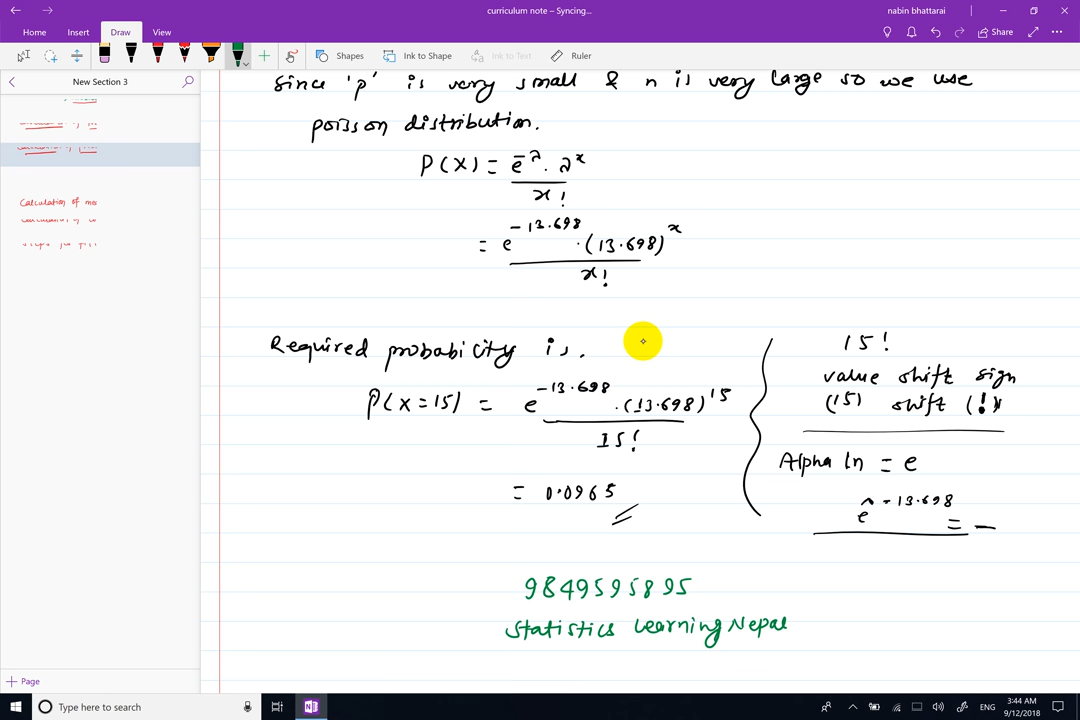 curriculum note – Syncing...
nabin bhattarai
Home Insert Draw View
Share
Shapes
Ink to Shape
Ink to Text
Ruler
New Section 3
Calculation of me
Since 'p' is very small & n is very large so we use
poisson distribution.
P(X) = e^-λ . λ^x
x!
= e^-13.698 . (13.698)^x
x!
Required probability is.
P(X=15) = e^-13.698 . (13.698)^15
15!
= 0.0965
15!
value shift sign
(15) shift (!)
Alpha ln = e
e^ -13.698 = –
9849595895
Statistics Learning Nepal
+ Page
Type here to search
ENG
3:44 AM
9/12/2018